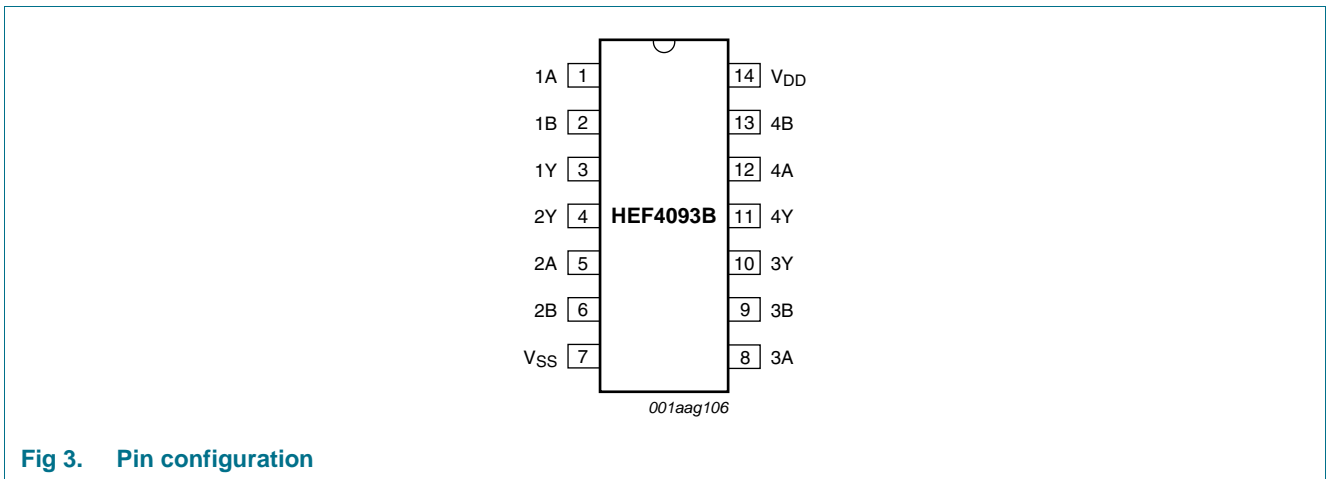 1A 1 14 VDD
1B 2 13 4B
1Y 3 12 4A
2Y 4 HEF4093B 11 4Y
2A 5 10 3Y
2B 6 9 3B
VSS 7 8 3A
001aag106
Fig 3. Pin configuration